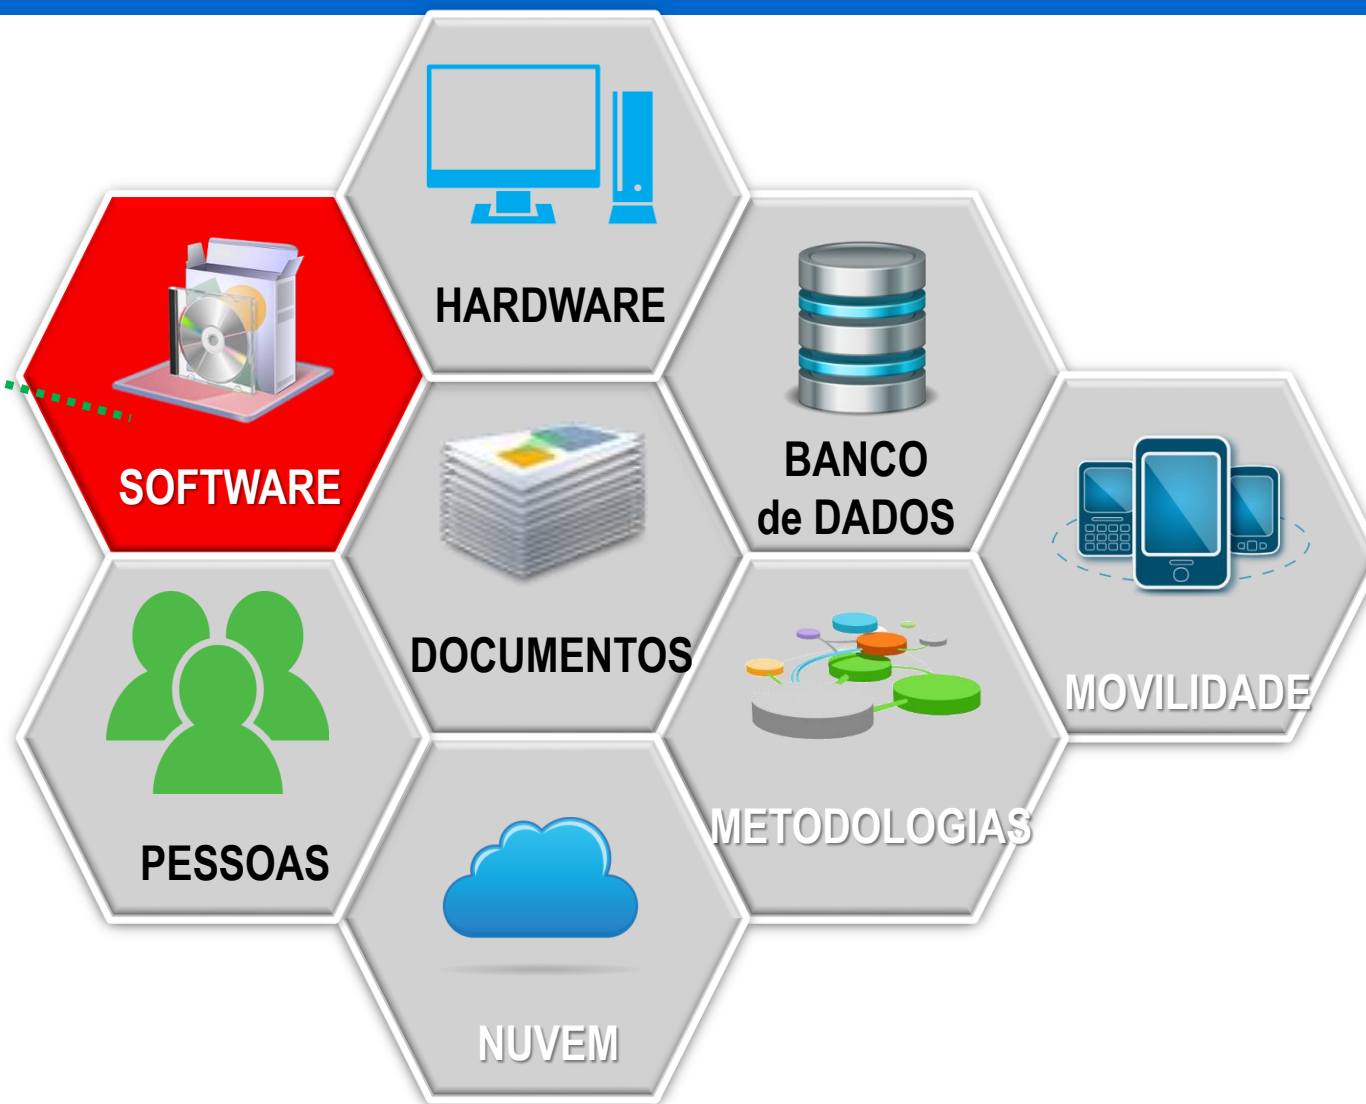 HARDWARE
SOFTWARE
BANCO
de DADOS
DOCUMENTOS
MOVILIDADE
PESSOAS
METODOLOGIAS
NUVEM